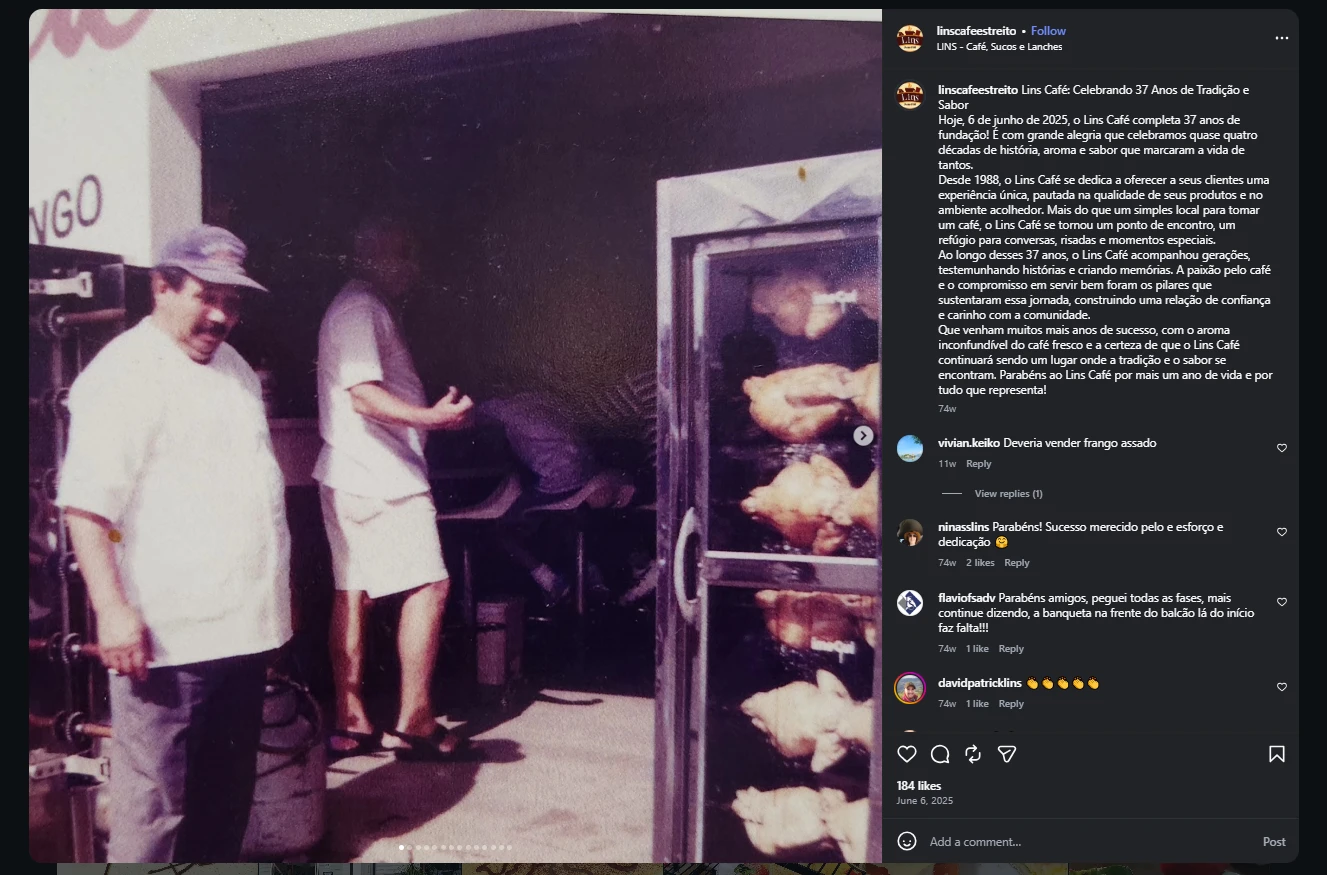 NGO
linscafeestreito • Follow
LINS - Café, Sucos e Lanches
linscafeestreito Lins Café: Celebrando 37 Anos de Tradição e
Sabor
Hoje, 6 de junho de 2025, o Lins Café completa 37 anos de
fundação! É com grande alegria que celebramos quase quatro
décadas de história, aroma e sabor que marcaram a vida de
tantos.
Desde 1988, o Lins Café se dedica a oferecer a seus clientes uma
experiência única, pautada na qualidade de seus produtos e no
ambiente acolhedor. Mais do que um simples local para tomar
um café, o Lins Café se tornou um ponto de encontro, um
refúgio para conversas, risadas e momentos especiais.
Ao longo desses 37 anos, o Lins Café acompanhou gerações,
testemunhando histórias e criando memórias. A paixão pelo café
e o compromisso em servir bem foram os pilares que
sustentaram essa jornada, construindo uma relação de confiança
e carinho com a comunidade.
Que venham muitos mais anos de sucesso, com o aroma
inconfundível do café fresco e a certeza de que o Lins Café
continuará sendo um lugar onde a tradição e o sabor se
encontram. Parabéns ao Lins Café por mais um ano de vida e por
tudo que representa!
74w
vivian.keiko Deveria vender frango assado
11w Reply
View replies (1)
ninasslins Parabéns! Sucesso merecido pelo e esforço e
dedicação 🤗
74w 2 likes Reply
flaviofsadv Parabéns amigos, peguei todas as fases, mais
continue dizendo, a banqueta na frente do balcão lá do início
faz falta!!!
74w 1 like Reply
davidpatricklins 👏👏👏👏👏
74w 1 like Reply
184 likes
June 6, 2025
Add a comment...
Post